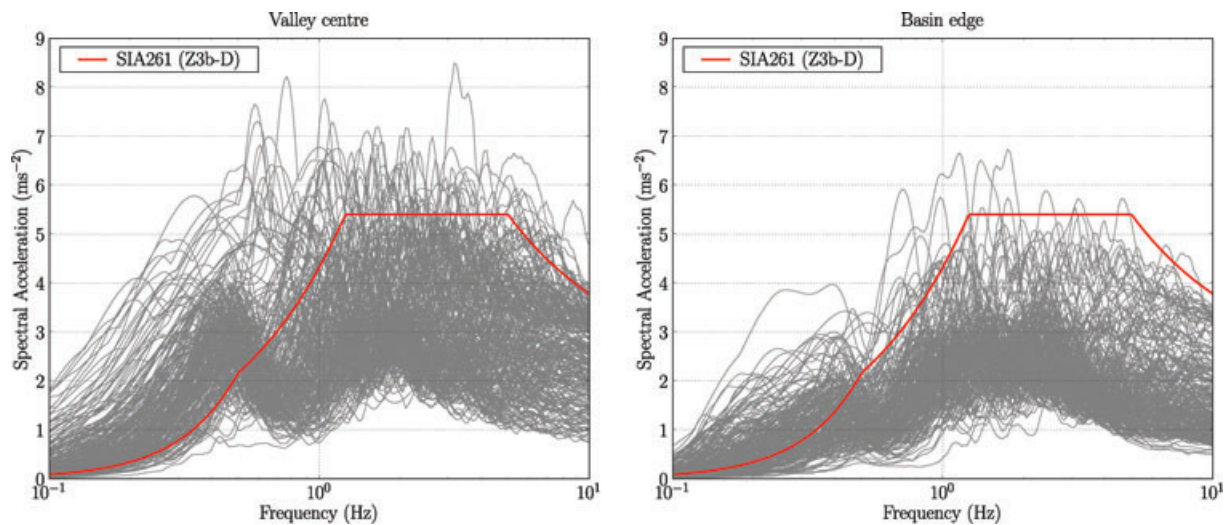 Valley centre
SIA261 (Z3b-D)
Spectral Acceleration (ms⁻²)
9
8
7
6
5
4
3
2
1
0
10⁻¹ 10⁰ 10¹
Frequency (Hz)
Basin edge
SIA261 (Z3b-D)
Spectral Acceleration (ms⁻²)
9
8
7
6
5
4
3
2
1
0
10⁻¹ 10⁰ 10¹
Frequency (Hz)